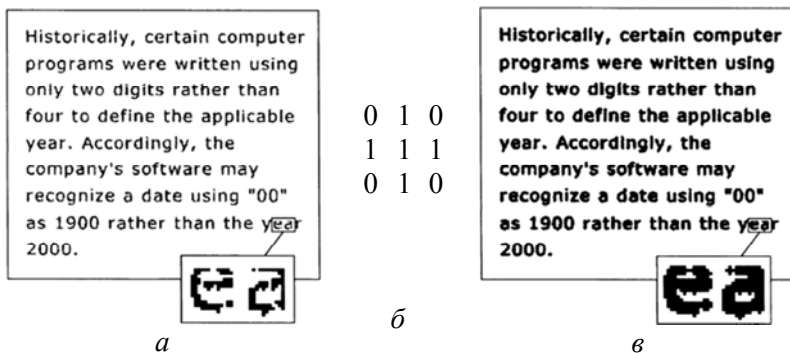 Historically, certain computer
programs were written using
only two digits rather than
four to define the applicable
year. Accordingly, the
company's software may
recognize a date using "00"
as 1900 rather than the year
2000.
e a
а
0 1 0
1 1 1
0 1 0
б
Historically, certain computer
programs were written using
only two digits rather than
four to define the applicable
year. Accordingly, the
company's software may
recognize a date using "00"
as 1900 rather than the year
2000.
e a
в